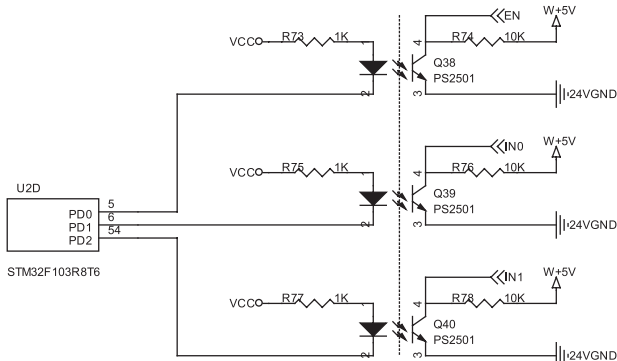 W+5V
EN
VCC R73 1K 1 4 R74 10K
Q38
PS2501
2 3 24VGND
W+5V
IN0
VCC R75 1K 1 4 R76 10K
Q39
PS2501
2 3 24VGND
U2D
PD0 5
PD1 6
PD2 54
STM32F103R8T6
W+5V
IN1
VCC R77 1K 1 4 R78 10K
Q40
PS2501
2 3 24VGND